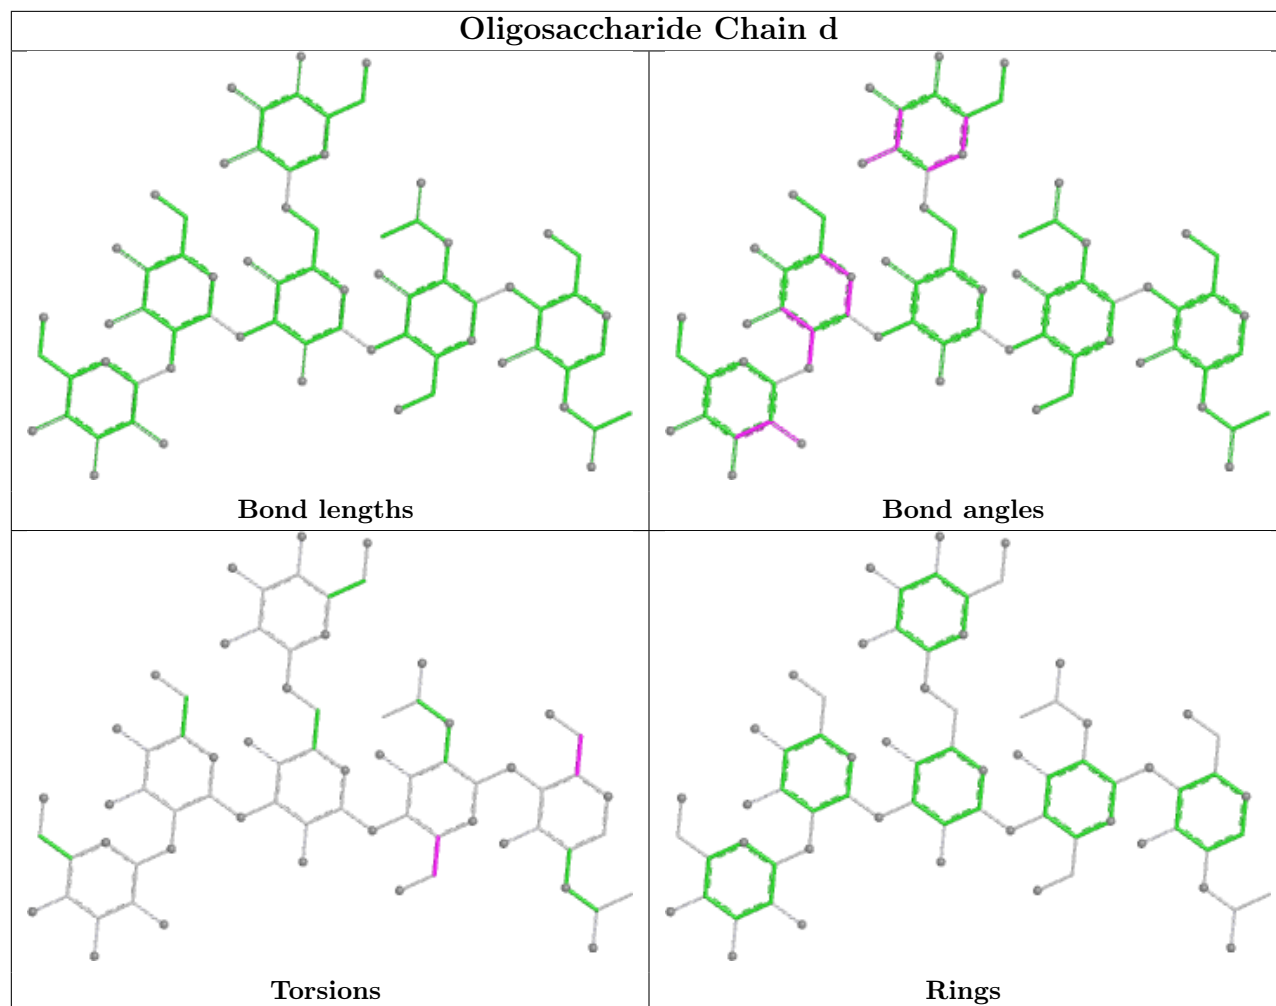 Oligosaccharide Chain d
Bond lengths
Bond angles
Torsions
Rings